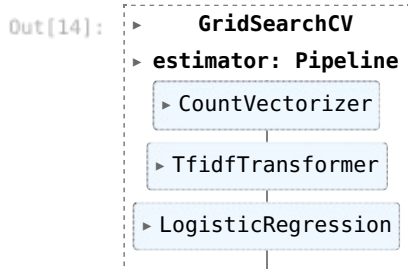 Out[14]:
▸ GridSearchCV
▸ estimator: Pipeline
▸ CountVectorizer
▸ TfidfTransformer
▸ LogisticRegression